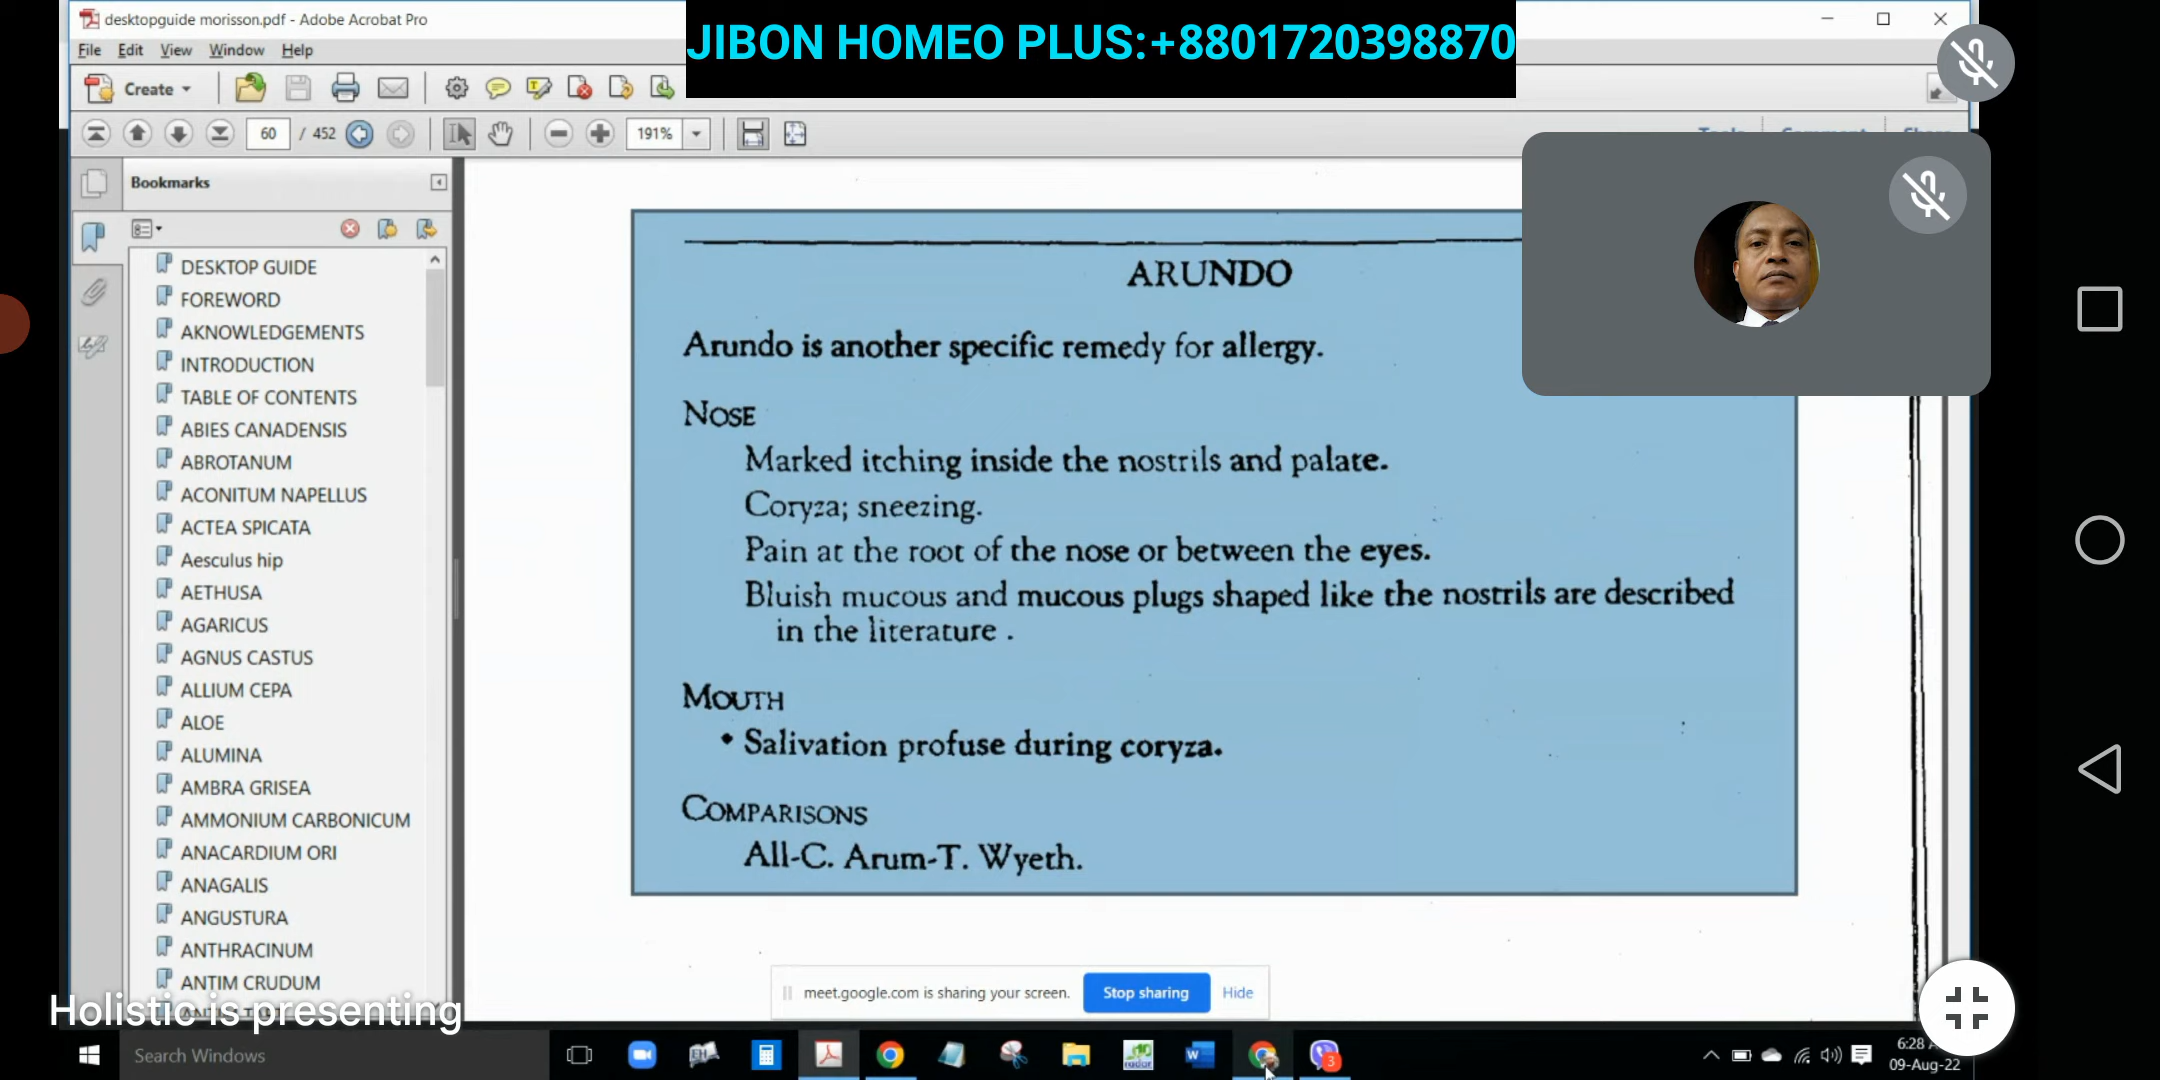 desktopguide morisson.pdf - Adobe Acrobat Pro
JIBON HOMEO PLUS:+8801720398870
File Edit View Window Help
Create
60 / 452 191%
Bookmarks
DESKTOP GUIDE
FOREWORD
AKNOWLEDGEMENTS
INTRODUCTION
TABLE OF CONTENTS
ABIES CANADENSIS
ABROTANUM
ACONITUM NAPELLUS
ACTEA SPICATA
Aesculus hip
AETHUSA
AGARICUS
AGNUS CASTUS
ALLIUM CEPA
ALOE
ALUMINA
AMBRA GRISEA
AMMONIUM CARBONICUM
ANACARDIUM ORI
ANAGALIS
ANGUSTURA
ANTHRACINUM
ANTIM CRUDUM
ARUNDO
Arundo is another specific remedy for allergy.
NOSE
Marked itching inside the nostrils and palate.
Coryza; sneezing.
Pain at the root of the nose or between the eyes.
Bluish mucous and mucous plugs shaped like the nostrils are described
in the literature .
MOUTH
• Salivation profuse during coryza.
COMPARISONS
All-C. Arum-T. Wyeth.
meet.google.com is sharing your screen. Stop sharing Hide
Holistic is presenting
Search Windows
3
6:28
09-Aug-22